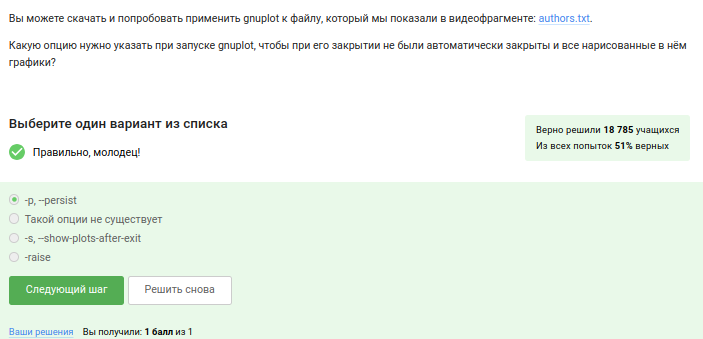 Вы можете скачать и попробовать применить gnuplot к файлу, который мы показали в видеофрагменте: authors.txt.
Какую опцию нужно указать при запуске gnuplot, чтобы при его закрытии не были автоматически закрыты и все нарисованные в нём
графики?
Выберите один вариант из списка
Верно решили 18 785 учащихся
Из всех попыток 51% верных
Правильно, молодец!
-p, --persist
Такой опции не существует
-s, --show-plots-after-exit
-raise
Следующий шаг
Решить снова
Ваши решения Вы получили: 1 балл из 1